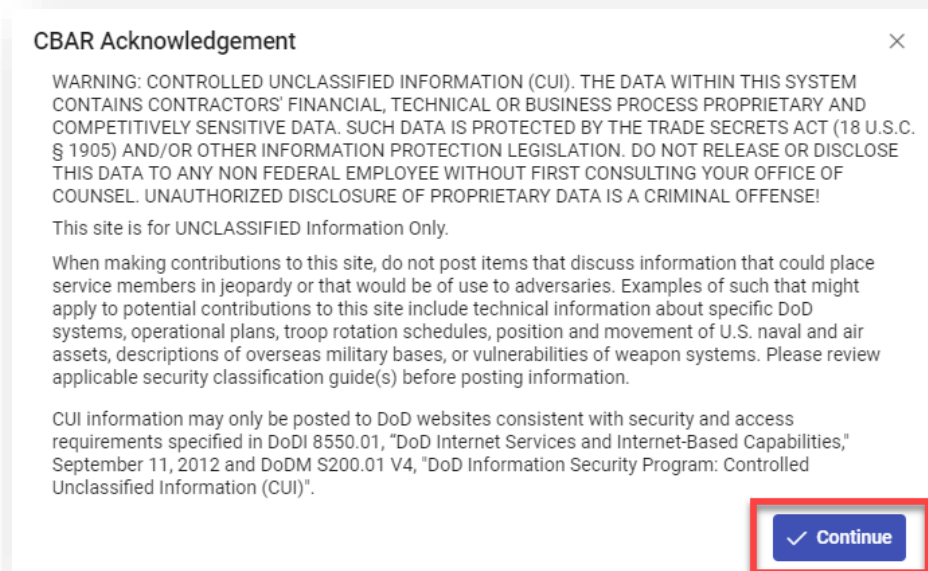 CBAR Acknowledgement
WARNING: CONTROLLED UNCLASSIFIED INFORMATION (CUI). THE DATA WITHIN THIS SYSTEM
CONTAINS CONTRACTORS' FINANCIAL, TECHNICAL OR BUSINESS PROCESS PROPRIETARY AND
COMPETITIVELY SENSITIVE DATA. SUCH DATA IS PROTECTED BY THE TRADE SECRETS ACT (18 U.S.C.
§ 1905) AND/OR OTHER INFORMATION PROTECTION LEGISLATION. DO NOT RELEASE OR DISCLOSE
THIS DATA TO ANY NON FEDERAL EMPLOYEE WITHOUT FIRST CONSULTING YOUR OFFICE OF
COUNSEL. UNAUTHORIZED DISCLOSURE OF PROPRIETARY DATA IS A CRIMINAL OFFENSE!
This site is for UNCLASSIFIED Information Only.
When making contributions to this site, do not post items that discuss information that could place
service members in jeopardy or that would be of use to adversaries. Examples of such that might
apply to potential contributions to this site include technical information about specific DoD
systems, operational plans, troop rotation schedules, position and movement of U.S. naval and air
assets, descriptions of overseas military bases, or vulnerabilities of weapon systems. Please review
applicable security classification guide(s) before posting information.
CUI information may only be posted to DoD websites consistent with security and access
requirements specified in DoDI 8550.01, “DoD Internet Services and Internet-Based Capabilities,"
September 11, 2012 and DoDM S200.01 V4, "DoD Information Security Program: Controlled
Unclassified Information (CUI)".
Continue